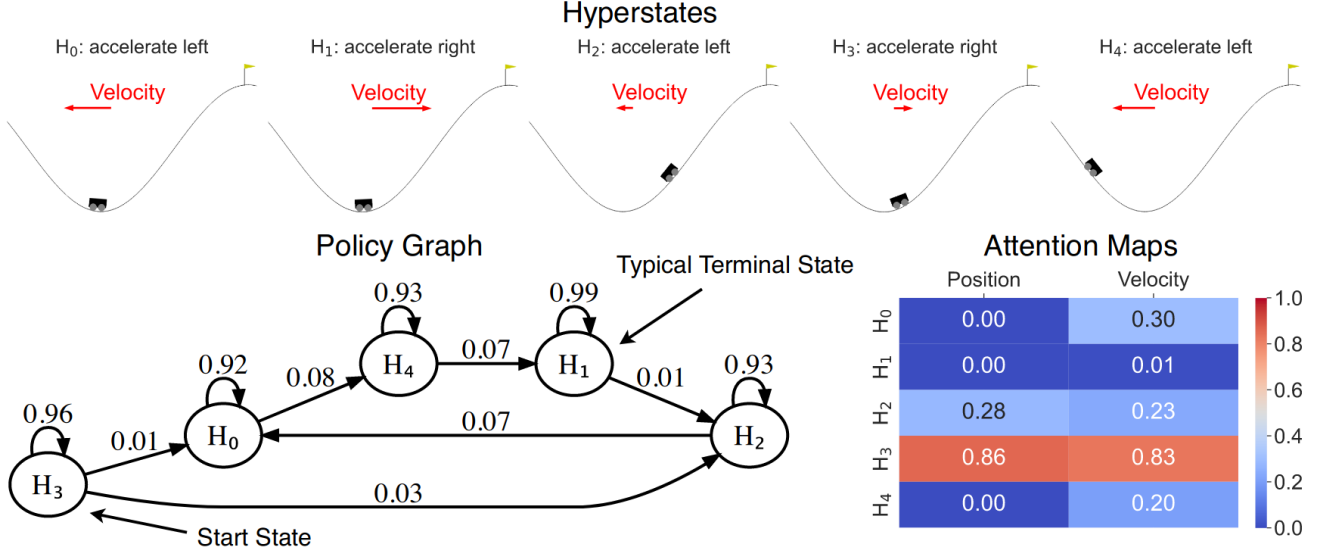 Hyperstates
H₀: accelerate left
H₁: accelerate right
H₂: accelerate left
H₃: accelerate right
H₄: accelerate left
Velocity
Velocity
Velocity
Velocity
Velocity
Policy Graph
Typical Terminal State
0.93
0.99
H₄
0.07
H₁
0.92
0.08
0.01
0.93
0.96
0.01
H₀
0.07
H₂
H₃
0.03
Start State
Attention Maps
Position Velocity
H₀ 0.00 0.30
H₁ 0.00 0.01
H₂ 0.28 0.23
H₃ 0.86 0.83
H₄ 0.00 0.20
1.0
0.8
0.6
0.4
0.2
0.0